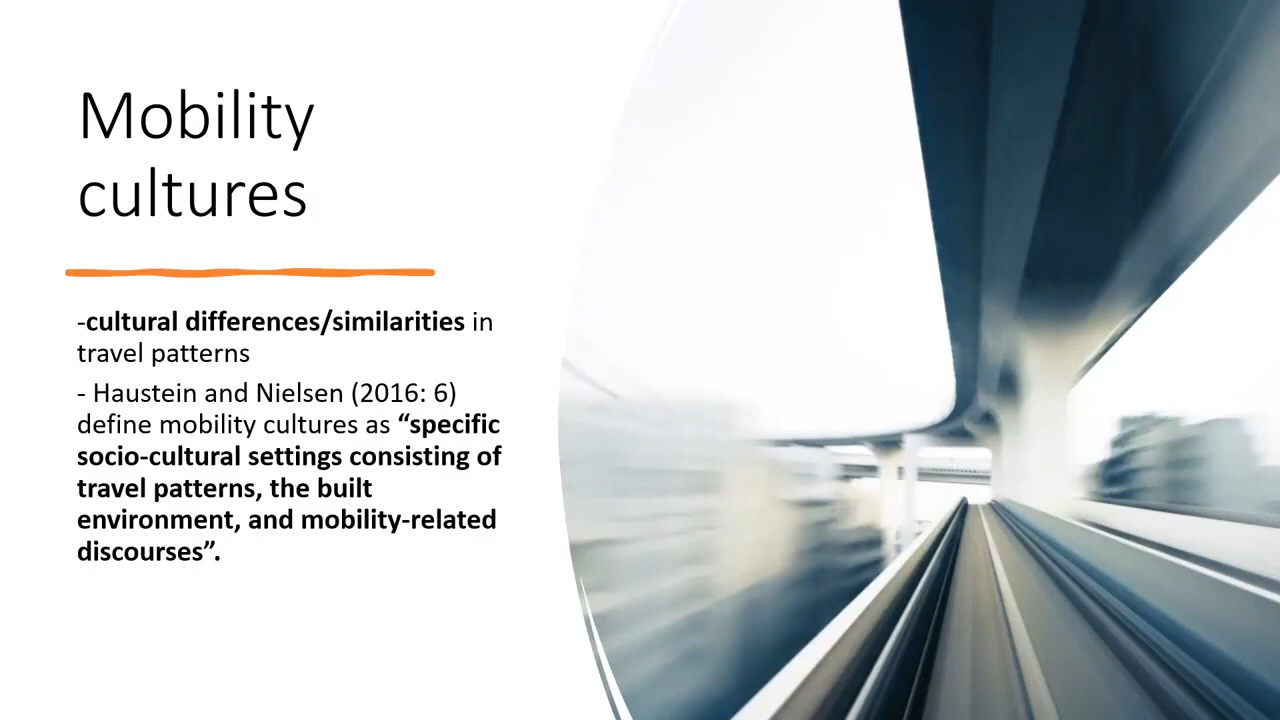 Mobility
cultures
-cultural differences/similarities in
travel patterns
- Haustein and Nielsen (2016: 6)
define mobility cultures as “specific
socio-cultural settings consisting of
travel patterns, the built
environment, and mobility-related
discourses”.